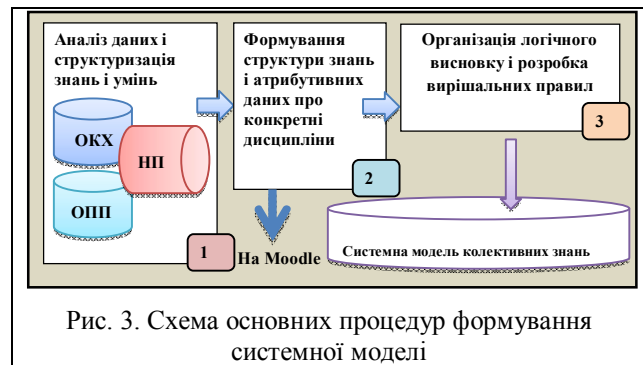 Аналіз даних і
структуризація
знань і умінь
ОКХ
НП
ОПП
1
Формування
структури знань
і атрибутивних
даних про
конкретні
дисципліни
2
На Moodle
Організація логічного
висновку і розробка
вирішальних правил
3
Системна модель колективних знань
Рис. 3. Схема основних процедур формування
системної моделі